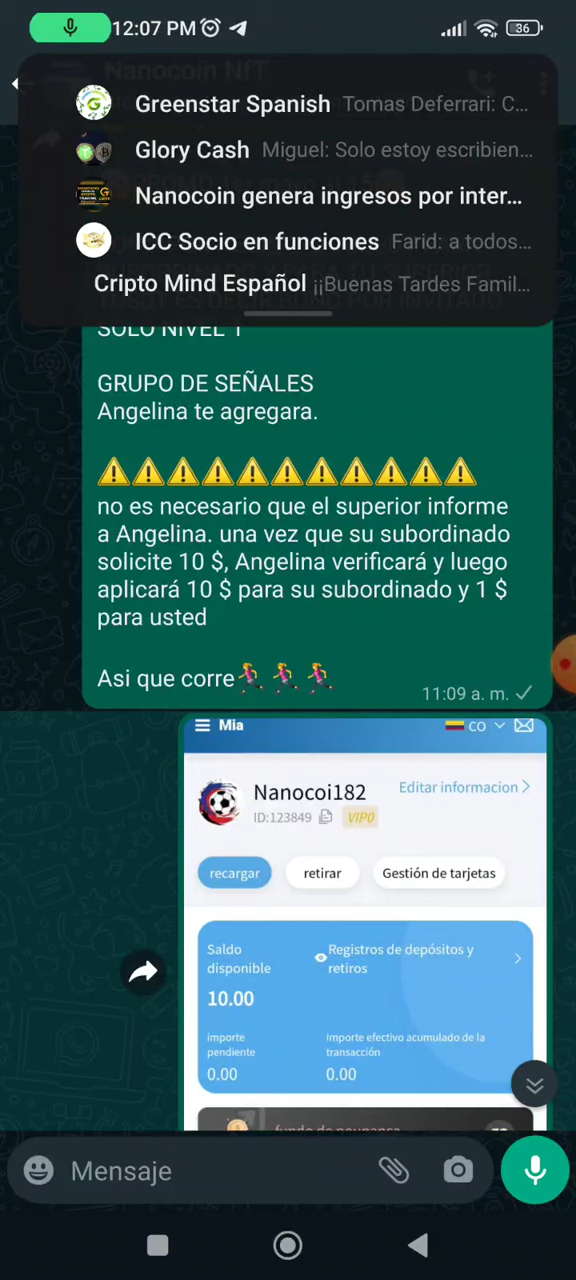 12:07 PM
36
Nanocoin NfT
Greenstar Spanish Tomas Deferrari: C...
Glory Cash Miguel: Solo estoy escribien...
Nanocoin genera ingresos por inter...
ICC Socio en funciones Farid: a todos...
Cripto Mind Español ¡¡Buenas Tardes Famil...
SOLO NIVEL 1
GRUPO DE SEÑALES
Angelina te agregara.
no es necesario que el superior informe
a Angelina. una vez que su subordinado
solicite 10 $, Angelina verificará y luego
aplicará 10 $ para su subordinado y 1 $
para usted
Asi que corre
11:09 a. m.
Mia
CO
Nanocoi182
Editar informacion
ID:123849
VIP0
recargar
retirar
Gestión de tarjetas
Saldo
disponible
Registros de depósitos y
retiros
10.00
importe
pendiente
Importe efectivo acumulado de la
transacción
0.00
0.00
Mensaje